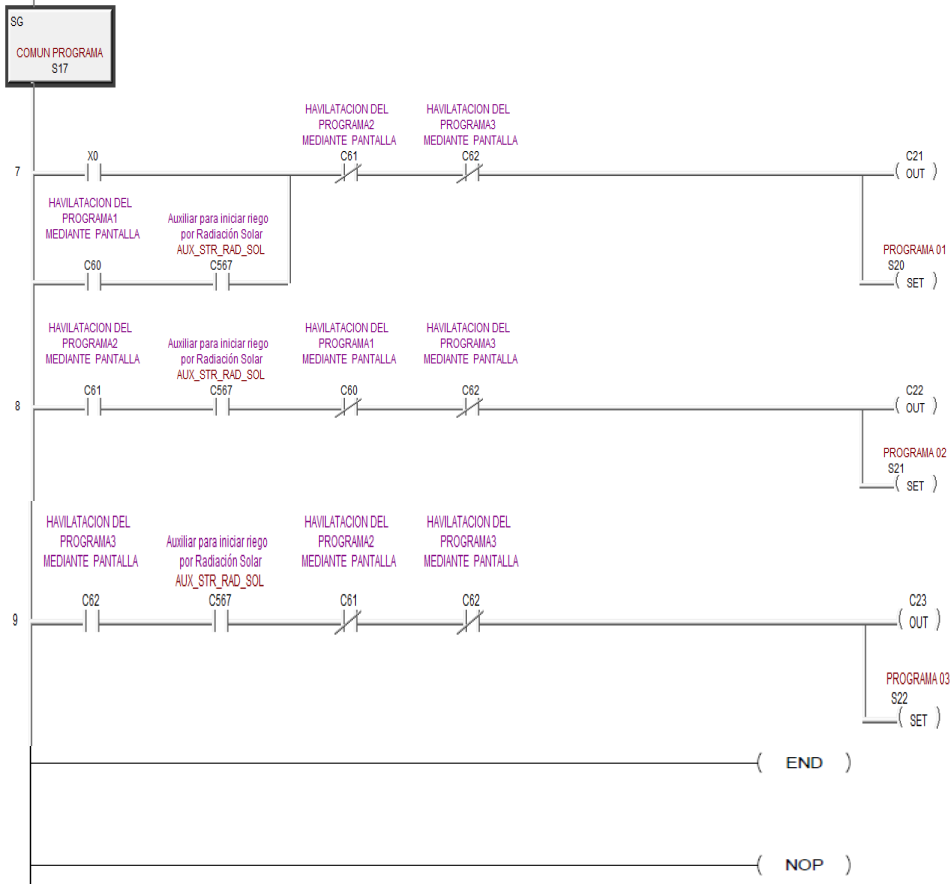 SG
COMUN PROGRAMA
S17
HAVILATACION DEL
PROGRAMA2
MEDIANTE PANTALLA
C61
HAVILATACION DEL
PROGRAMA3
MEDIANTE PANTALLA
C62
7
X0
C21
OUT
HAVILATACION DEL
PROGRAMA1
MEDIANTE PANTALLA
C60
Auxiliar para iniciar riego
por Radiación Solar
AUX_STR_RAD_SOL
C567
PROGRAMA 01
S20
SET
HAVILATACION DEL
PROGRAMA2
MEDIANTE PANTALLA
C61
Auxiliar para iniciar riego
por Radiación Solar
AUX_STR_RAD_SOL
C567
HAVILATACION DEL
PROGRAMA1
MEDIANTE PANTALLA
C60
HAVILATACION DEL
PROGRAMA3
MEDIANTE PANTALLA
C62
8
C22
OUT
PROGRAMA 02
S21
SET
HAVILATACION DEL
PROGRAMA3
MEDIANTE PANTALLA
C62
Auxiliar para iniciar riego
por Radiación Solar
AUX_STR_RAD_SOL
C567
HAVILATACION DEL
PROGRAMA2
MEDIANTE PANTALLA
C61
HAVILATACION DEL
PROGRAMA3
MEDIANTE PANTALLA
C62
9
C23
OUT
PROGRAMA 03
S22
SET
END
NOP